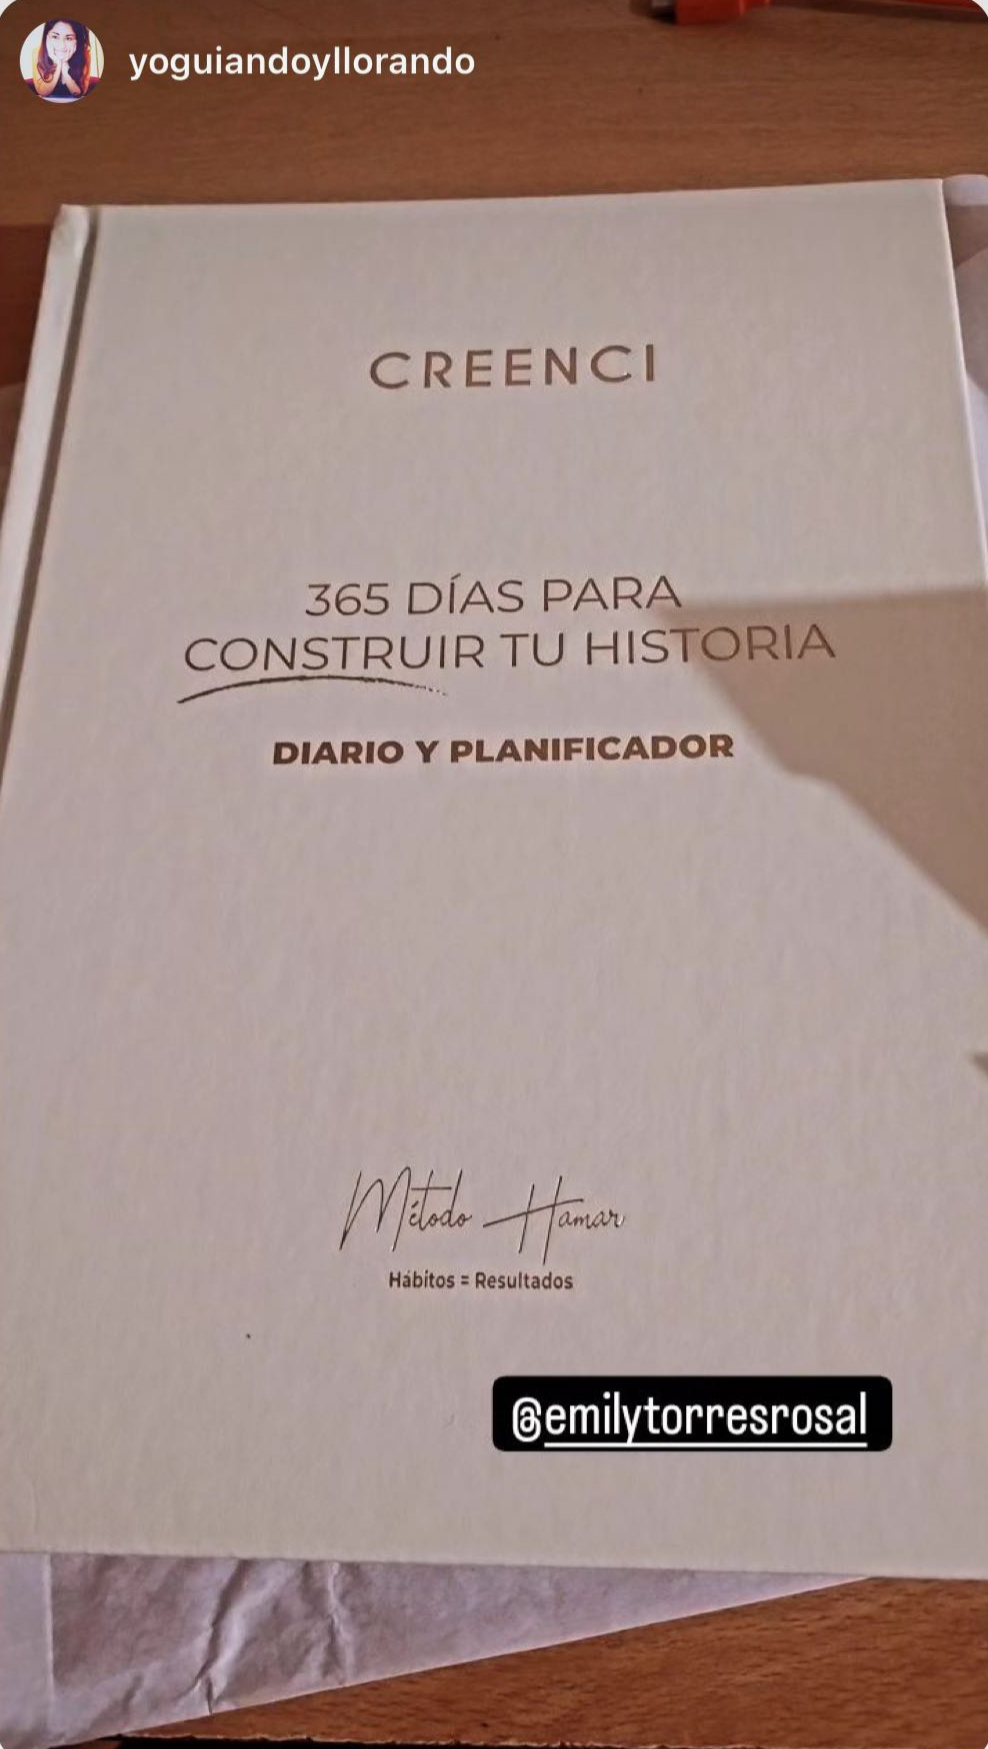 yoguiandoyllorando
CREENCI
365 DÍAS PARA
CONSTRUIR TU HISTORIA
DIARIO Y PLANIFICADOR
Método Hamar
Hábitos = Resultados
@emilytorresrosal